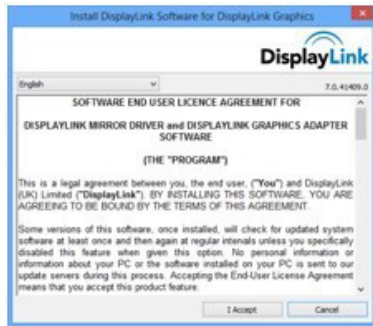 Install DisplayLink Software for DisplayLink Graphics
DisplayLink
English
7.0.41409.0
SOFTWARE END USER LICENCE AGREEMENT FOR
DISPLAYLINK MIRROR DRIVER and DISPLAYLINK GRAPHICS ADAPTER
SOFTWARE
(THE "PROGRAM")
This is a legal agreement between you, the end user, ("You") and DisplayLink
(UK) Limited ("DisplayLink"). BY INSTALLING THIS SOFTWARE, YOU ARE
AGREEING TO BE BOUND BY THE TERMS OF THIS AGREEMENT.
Some versions of this software, once installed, will check for updated system
software at least once and then again at regular intervals unless you specifically
disabled this feature when given this option. No personal information or
information about your PC or the software installed on your PC is sent to our
update servers during this process. Accepting the End-User License Agreement
means that you accept this product feature.
I Accept
Cancel